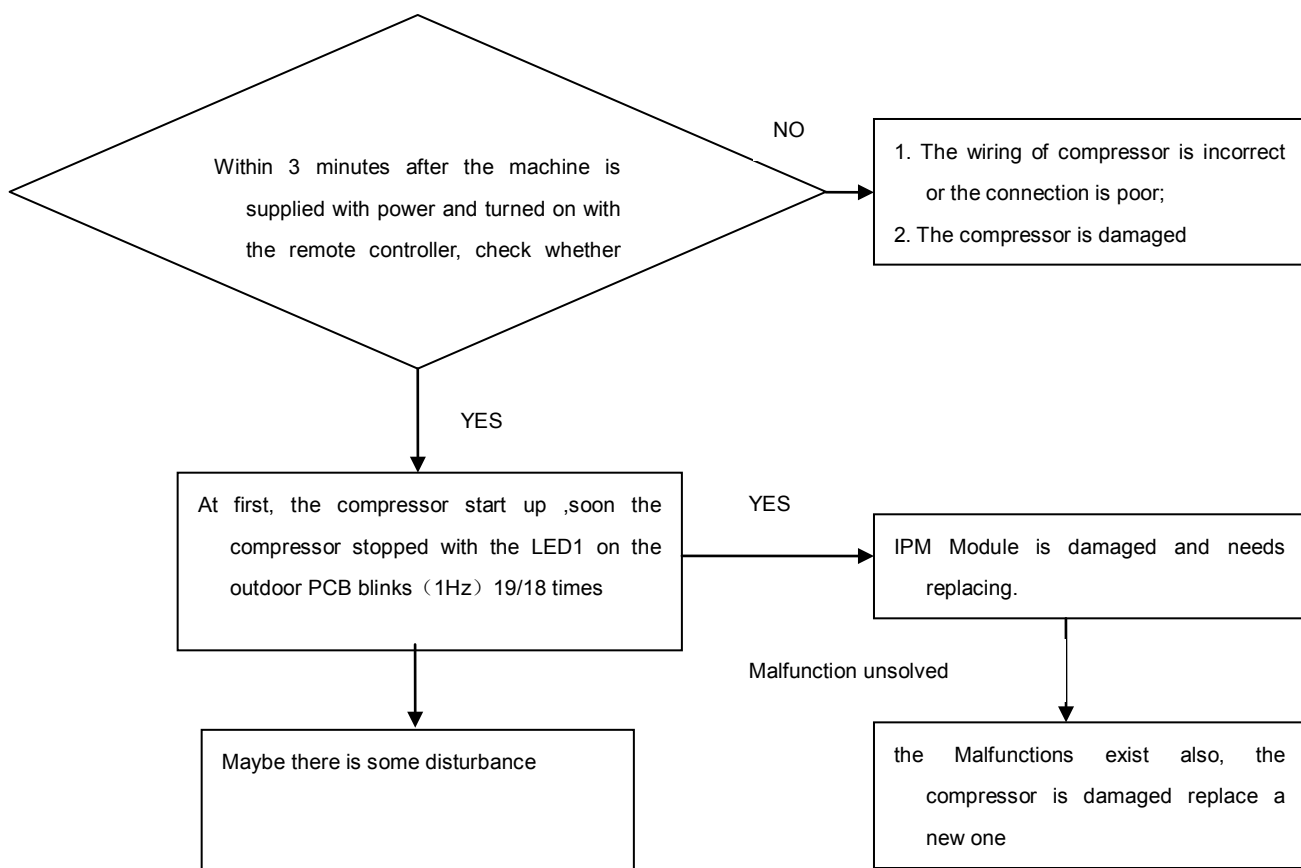 NO
Within 3 minutes after the machine is
supplied with power and turned on with
the remote controller, check whether
1. The wiring of compressor is incorrect
or the connection is poor;
2. The compressor is damaged
YES
At first, the compressor start up ,soon the
compressor stopped with the LED1 on the
outdoor PCB blinks（1Hz）19/18 times
YES
IPM Module is damaged and needs
replacing.
Malfunction unsolved
Maybe there is some disturbance
the Malfunctions exist also, the
compressor is damaged replace a
new one